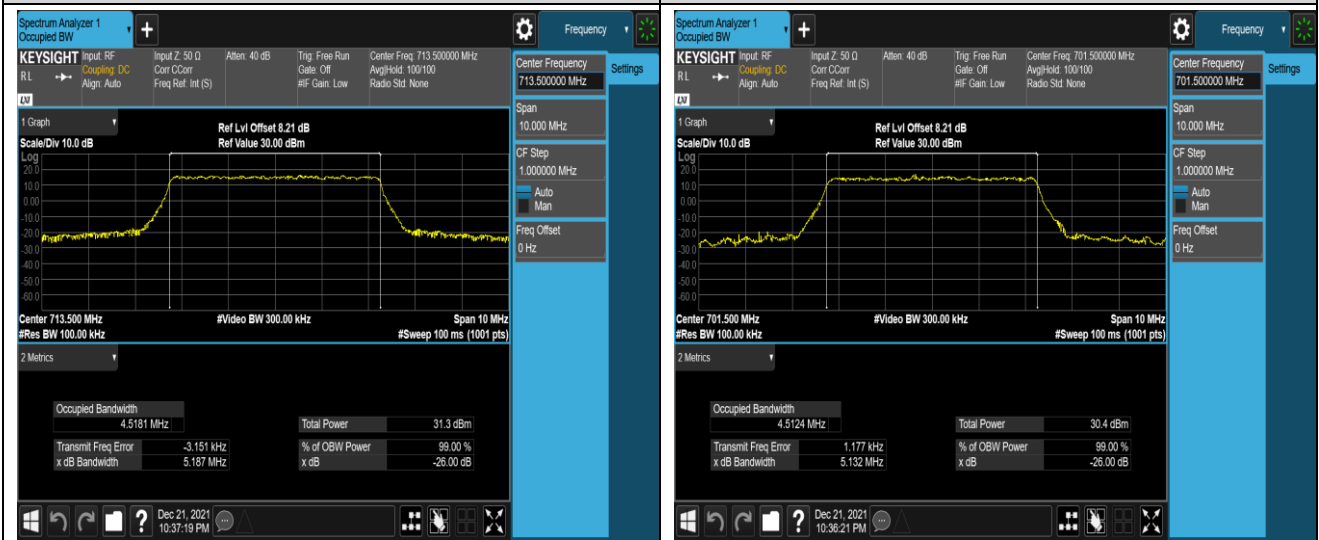 Spectrum Analyzer 1
Occupied BW
+
Frequency
KEYSIGHT
Input: RF
Coupling: DC
Align: Auto
Input Z: 50 Ω
Corr CCorr
Freq Ref: Int (S)
Atten: 40 dB
Trig: Free Run
Gate: Off
#IF Gain: Low
Center Freq: 713.500000 MHz
Avg|Hold: 100/100
Radio Std: None
R L
LXI
Center Frequency
713.500000 MHz
Settings
Span
10.000 MHz
CF Step
1.000000 MHz
Auto
Man
Freq Offset
0 Hz
1 Graph
Ref Lvl Offset 8.21 dB
Scale/Div 10.0 dB
Ref Value 30.00 dBm
Log
20.0
10.0
0.00
-10.0
-20.0
-30.0
-40.0
-50.0
-60.0
Center 713.500 MHz
#Video BW 300.00 kHz
Span 10 MHz
#Res BW 100.00 kHz
#Sweep 100 ms (1001 pts)
2 Metrics
Occupied Bandwidth
4.5181 MHz
Total Power 31.3 dBm
Transmit Freq Error -3.151 kHz
% of OBW Power 99.00 %
x dB Bandwidth 5.187 MHz
x dB -26.00 dB
?
Dec 21, 2021
10:37:19 PM
Spectrum Analyzer 1
Occupied BW
+
Frequency
KEYSIGHT
Input: RF
Coupling: DC
Align: Auto
Input Z: 50 Ω
Corr CCorr
Freq Ref: Int (S)
Atten: 40 dB
Trig: Free Run
Gate: Off
#IF Gain: Low
Center Freq: 701.500000 MHz
Avg|Hold: 100/100
Radio Std: None
R L
LXI
Center Frequency
701.500000 MHz
Settings
Span
10.000 MHz
CF Step
1.000000 MHz
Auto
Man
Freq Offset
0 Hz
1 Graph
Ref Lvl Offset 8.21 dB
Scale/Div 10.0 dB
Ref Value 30.00 dBm
Log
20.0
10.0
0.00
-10.0
-20.0
-30.0
-40.0
-50.0
-60.0
Center 701.500 MHz
#Video BW 300.00 kHz
Span 10 MHz
#Res BW 100.00 kHz
#Sweep 100 ms (1001 pts)
2 Metrics
Occupied Bandwidth
4.5124 MHz
Total Power 30.4 dBm
Transmit Freq Error 1.177 kHz
% of OBW Power 99.00 %
x dB Bandwidth 5.132 MHz
x dB -26.00 dB
?
Dec 21, 2021
10:36:21 PM